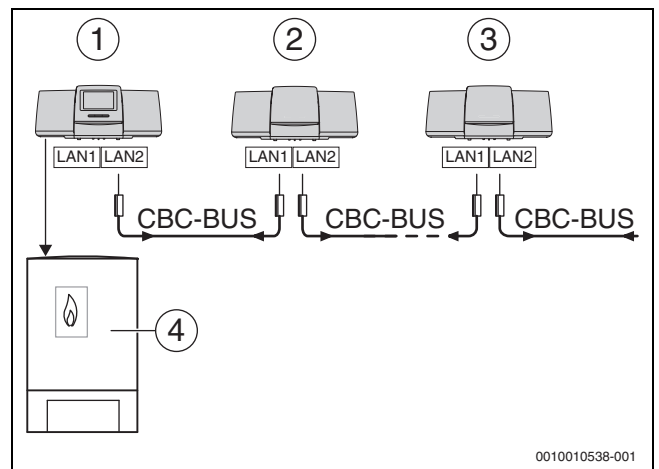 1 2 3
LAN1 LAN2 LAN1 LAN2 LAN1 LAN2
CBC-BUS CBC-BUS CBC-BUS
4
0010010538-001